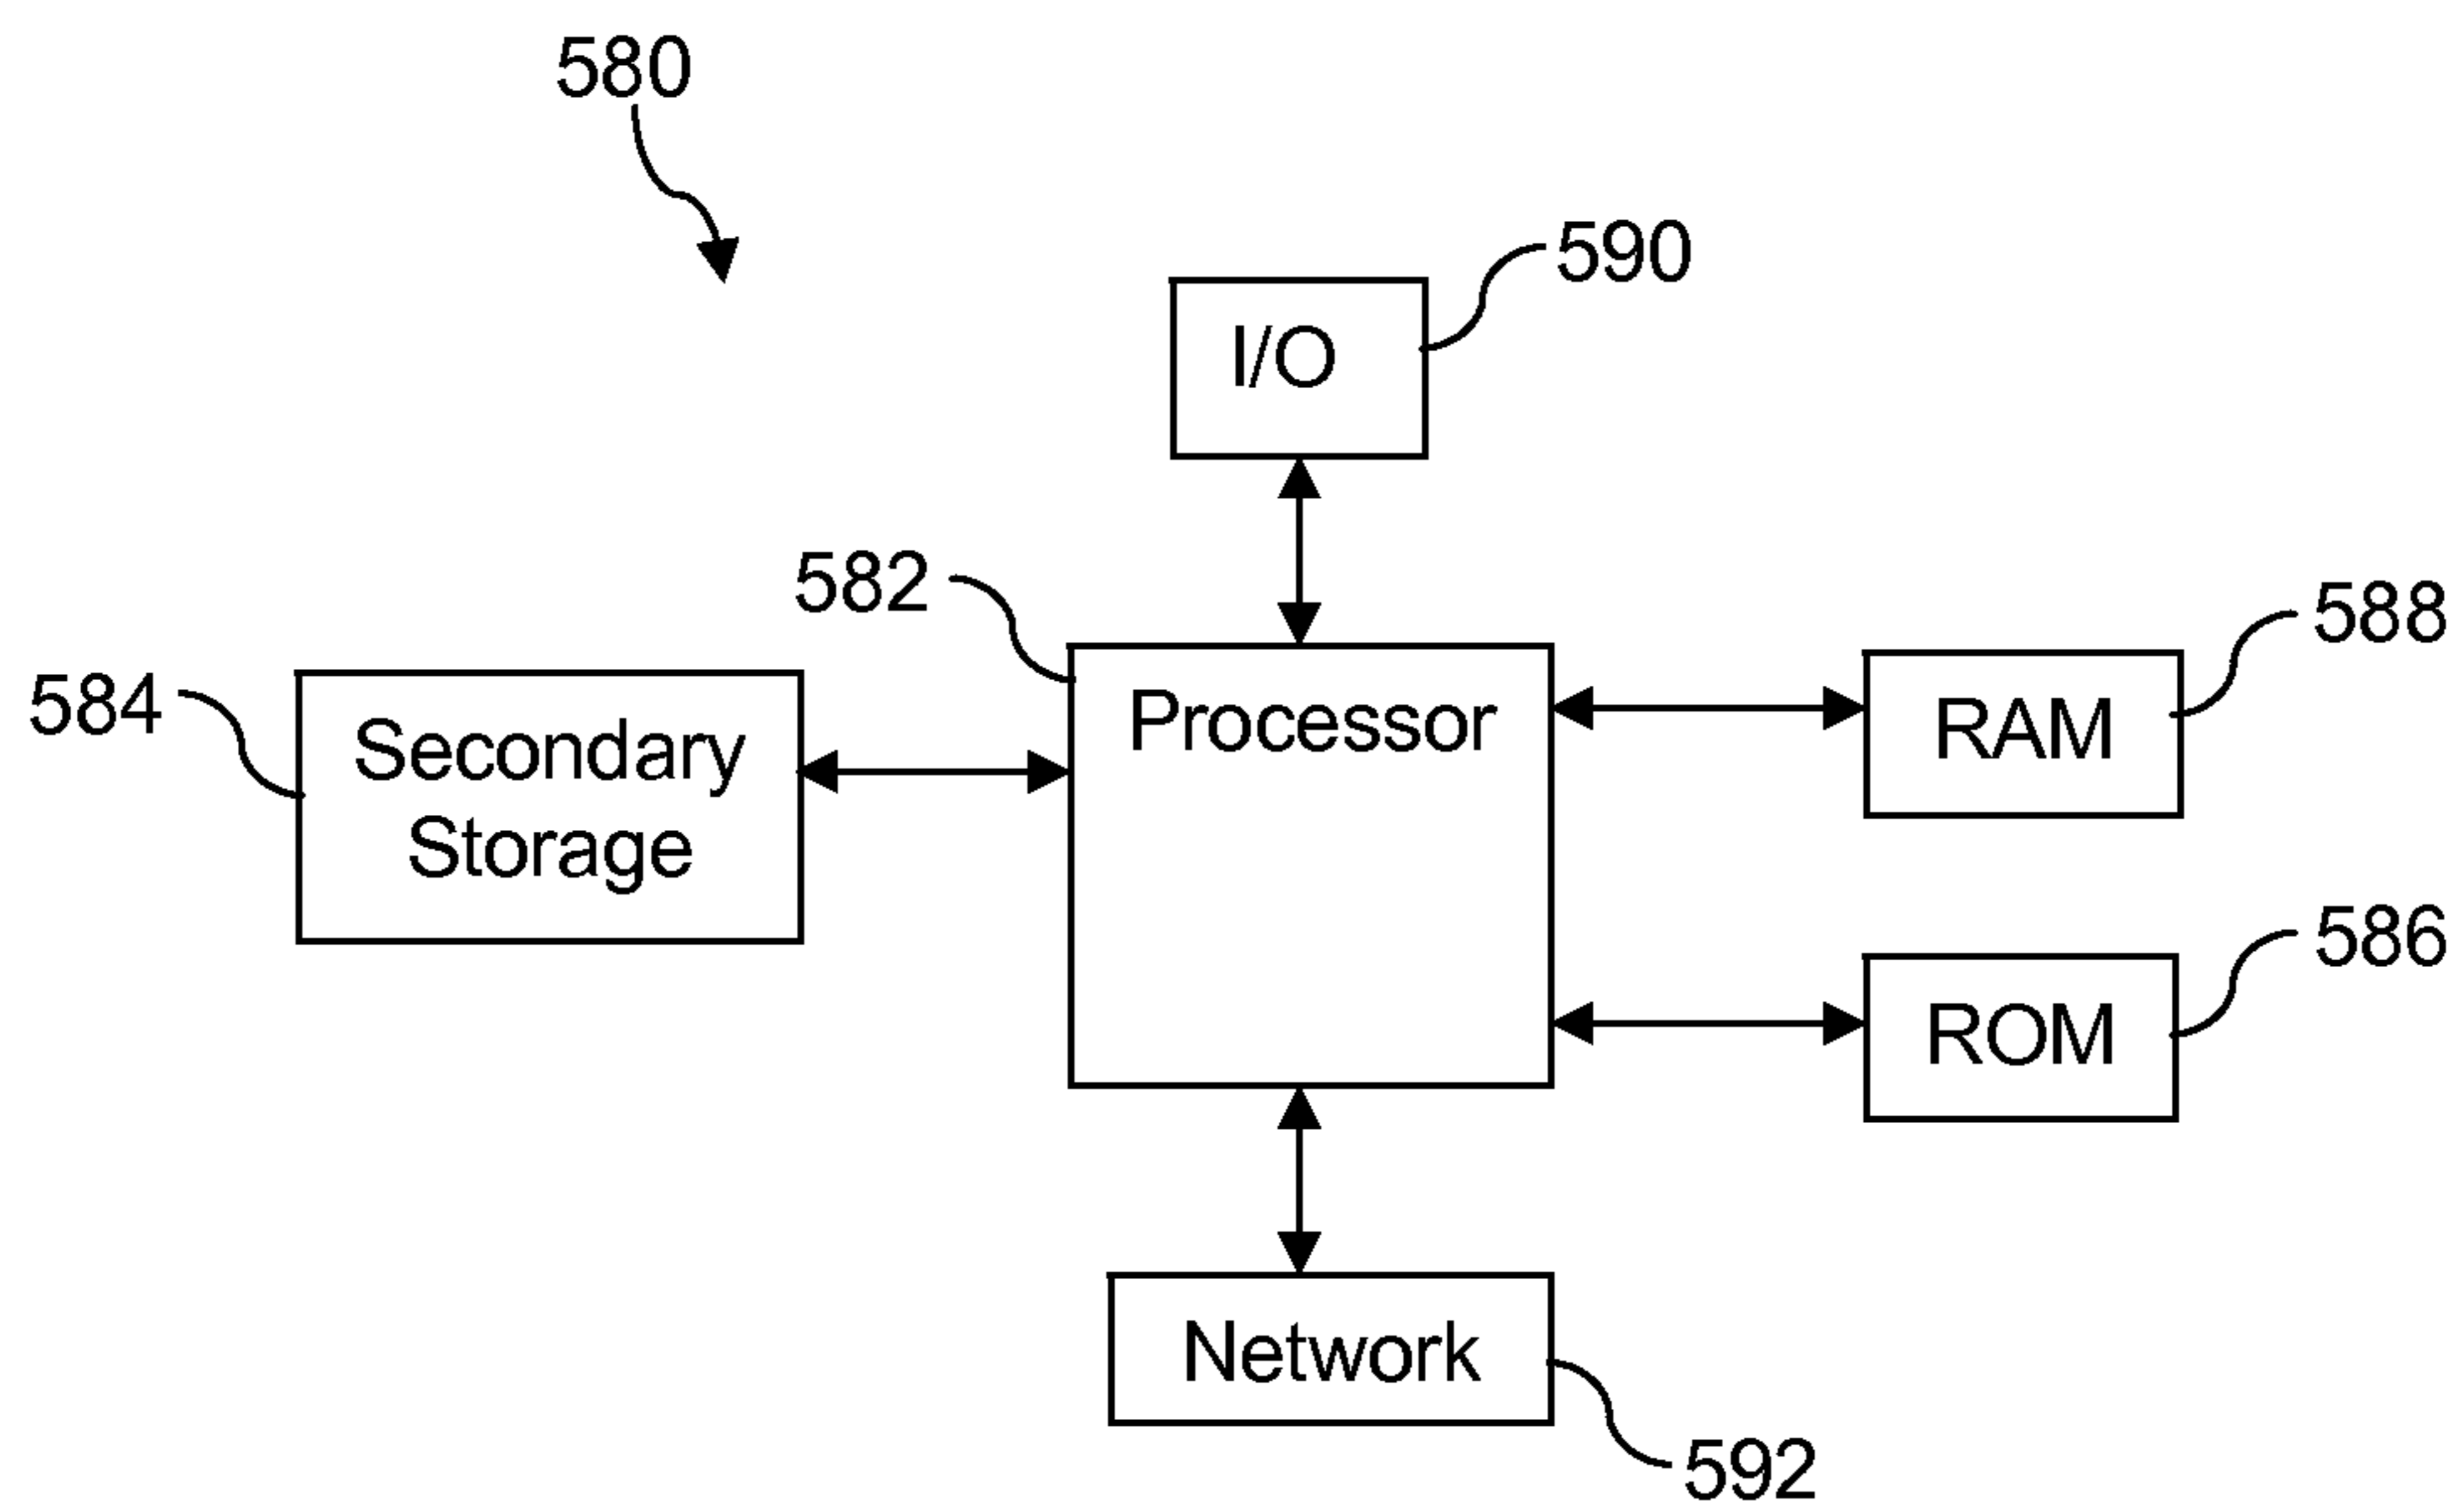 580
590
I/O
582
588
584
Processor
RAM
Secondary
Storage
586
ROM
Network
592